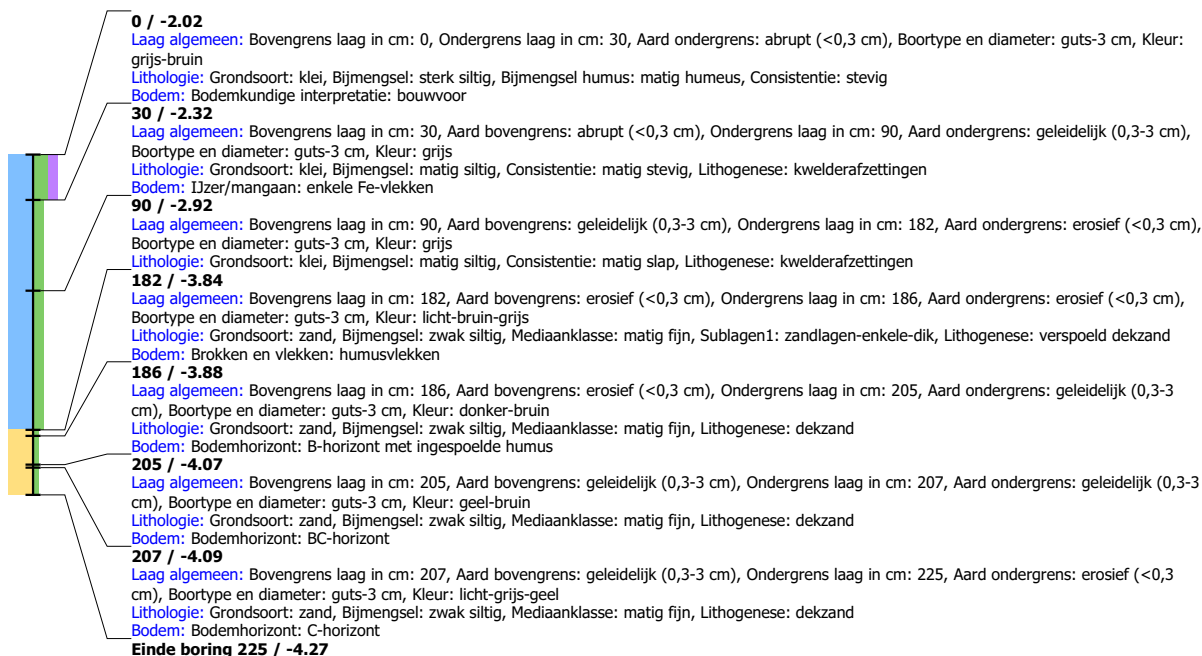 0 / -2.02
Laag algemeen: Bovengrens laag in cm: 0, Ondergrens laag in cm: 30, Aard ondergrens: abrupt (<0,3 cm), Boortype en diameter: guts-3 cm, Kleur:
grijs-bruin
Lithologie: Grondsoort: klei, Bijmengsel: sterk siltig, Bijmengsel humus: matig humeus, Consistentie: stevig
Bodem: Bodemkundige interpretatie: bouwvoor
30 / -2.32
Laag algemeen: Bovengrens laag in cm: 30, Aard bovengrens: abrupt (<0,3 cm), Ondergrens laag in cm: 90, Aard ondergrens: geleidelijk (0,3-3 cm),
Boortype en diameter: guts-3 cm, Kleur: grijs
Lithologie: Grondsoort: klei, Bijmengsel: matig siltig, Consistentie: matig stevig, Lithogenese: kwelderafzettingen
Bodem: IJzer/mangaan: enkele Fe-vlekken
90 / -2.92
Laag algemeen: Bovengrens laag in cm: 90, Aard bovengrens: geleidelijk (0,3-3 cm), Ondergrens laag in cm: 182, Aard ondergrens: erosief (<0,3 cm),
Boortype en diameter: guts-3 cm, Kleur: grijs
Lithologie: Grondsoort: klei, Bijmengsel: matig siltig, Consistentie: matig slap, Lithogenese: kwelderafzettingen
182 / -3.84
Laag algemeen: Bovengrens laag in cm: 182, Aard bovengrens: erosief (<0,3 cm), Ondergrens laag in cm: 186, Aard ondergrens: erosief (<0,3 cm),
Boortype en diameter: guts-3 cm, Kleur: licht-bruin-grijs
Lithologie: Grondsoort: zand, Bijmengsel: zwak siltig, Mediaanklasse: matig fijn, Sublagen1: zandlagen-enkele-dik, Lithogenese: verspoeld dekzand
Bodem: Brokken en vlekken: humusvlekken
186 / -3.88
Laag algemeen: Bovengrens laag in cm: 186, Aard bovengrens: erosief (<0,3 cm), Ondergrens laag in cm: 205, Aard ondergrens: geleidelijk (0,3-3
cm), Boortype en diameter: guts-3 cm, Kleur: donker-bruin
Lithologie: Grondsoort: zand, Bijmengsel: zwak siltig, Mediaanklasse: matig fijn, Lithogenese: dekzand
Bodem: Bodemhorizont: B-horizont met ingespoelde humus
205 / -4.07
Laag algemeen: Bovengrens laag in cm: 205, Aard bovengrens: geleidelijk (0,3-3 cm), Ondergrens laag in cm: 207, Aard ondergrens: geleidelijk (0,3-3
cm), Boortype en diameter: guts-3 cm, Kleur: geel-bruin
Lithologie: Grondsoort: zand, Bijmengsel: zwak siltig, Mediaanklasse: matig fijn, Lithogenese: dekzand
Bodem: Bodemhorizont: BC-horizont
207 / -4.09
Laag algemeen: Bovengrens laag in cm: 207, Aard bovengrens: geleidelijk (0,3-3 cm), Ondergrens laag in cm: 225, Aard ondergrens: erosief (<0,3
cm), Boortype en diameter: guts-3 cm, Kleur: licht-grijs-geel
Lithologie: Grondsoort: zand, Bijmengsel: zwak siltig, Mediaanklasse: matig fijn, Lithogenese: dekzand
Bodem: Bodemhorizont: C-horizont
Einde boring 225 / -4.27